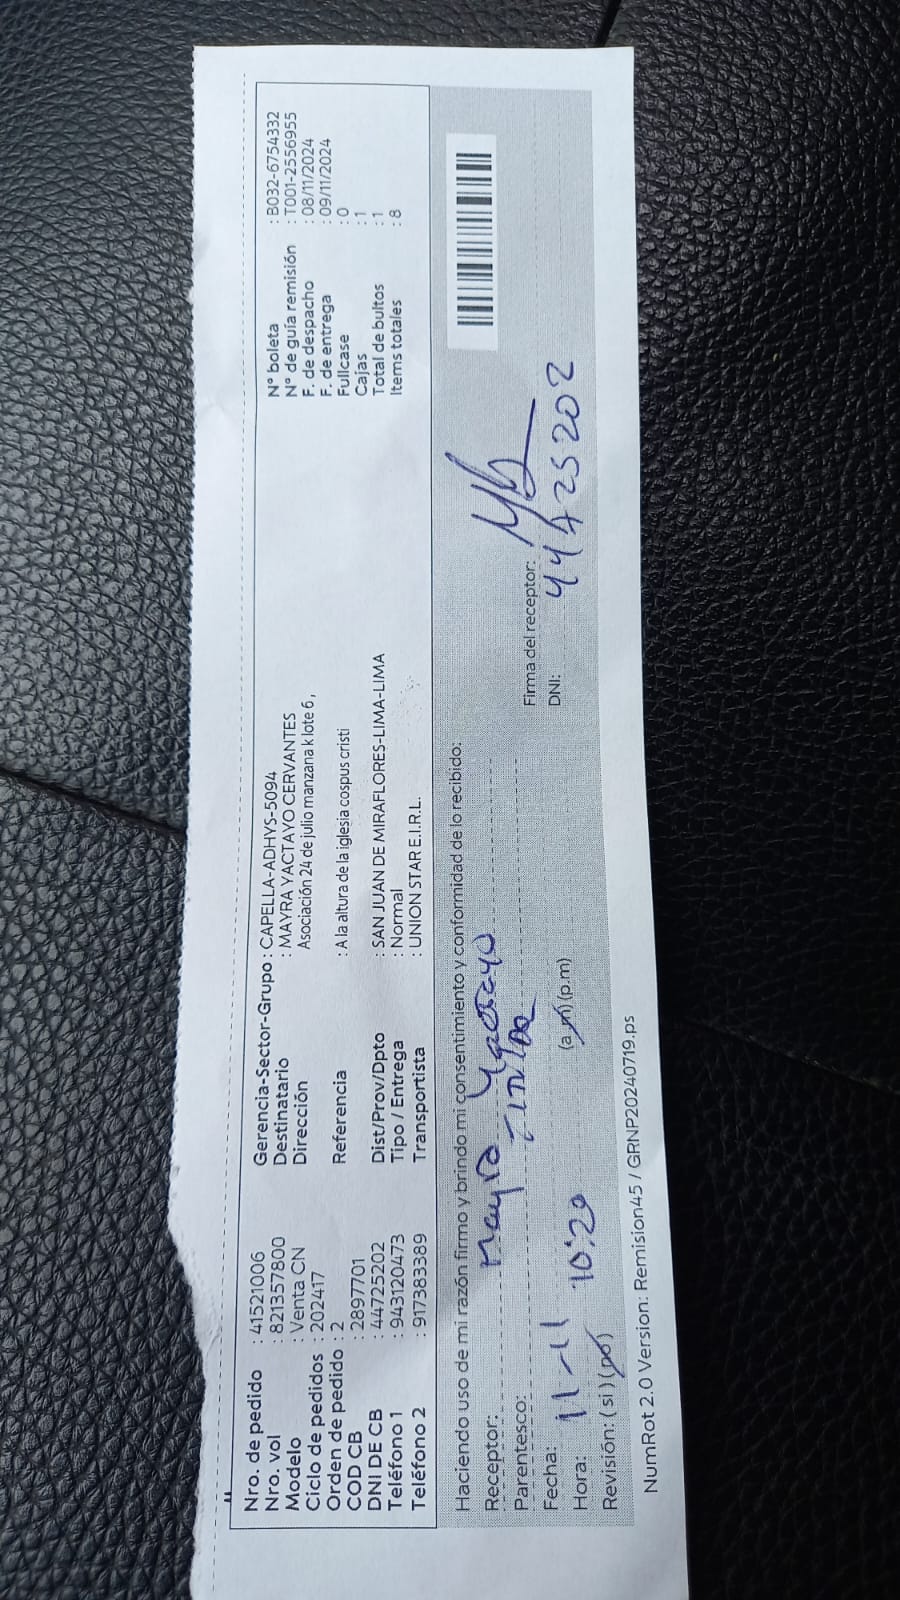 Nro. de pedido : 41521006
Nro. vol : 821357800
Modelo : Venta CN
Ciclo de pedidos : 202417
Orden de pedido : 2
COD CB : 2897701
DNI DE CB : 44725202
Teléfono 1 : 943120473
Teléfono 2 : 917383389
Gerencia-Sector-Grupo : CAPELLA-ADHVS-5094
Destinatario : MAYRA YACTAYO CERVANTES
Dirección Asociación 24 de julio manzana k lote 6 ,
Referencia : A la altura de la iglesia cospus cristi
Dist/Prov/Dpto : SAN JUAN DE MIRAFLORES-LIMA-LIMA
Tipo / Entrega : Normal
Transportista : UNION STAR E.I.R.L.
N° boleta : B032-6754332
N° de guía remisión : T001-2556955
F. de despacho : 08/11/2024
F. de entrega : 09/11/2024
Fullcase : 0
Cajas : 1
Total de bultos : 1
Items totales : 8
Haciendo uso de mi razón firmo y brindo mi consentimiento y conformidad de lo recibido:
Receptor: mayra Yactayo
Parentesco:
Fecha: 11-11
Hora: 10:20 (a.m) (p.m)
Revisión: ( si ) (no)
Firma del receptor:
DNI: 44725202
NumRot 2.0 Version: Remision45 / GRNP20240719.ps